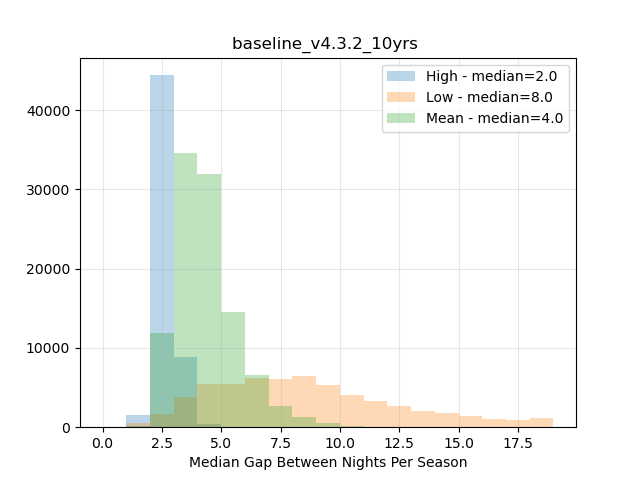 baseline_v4.3.2_10yrs
High - median=2.0
Low - median=8.0
Mean - median=4.0
40000
30000
20000
10000
0
0.0 2.5 5.0 7.5 10.0 12.5 15.0 17.5
Median Gap Between Nights Per Season